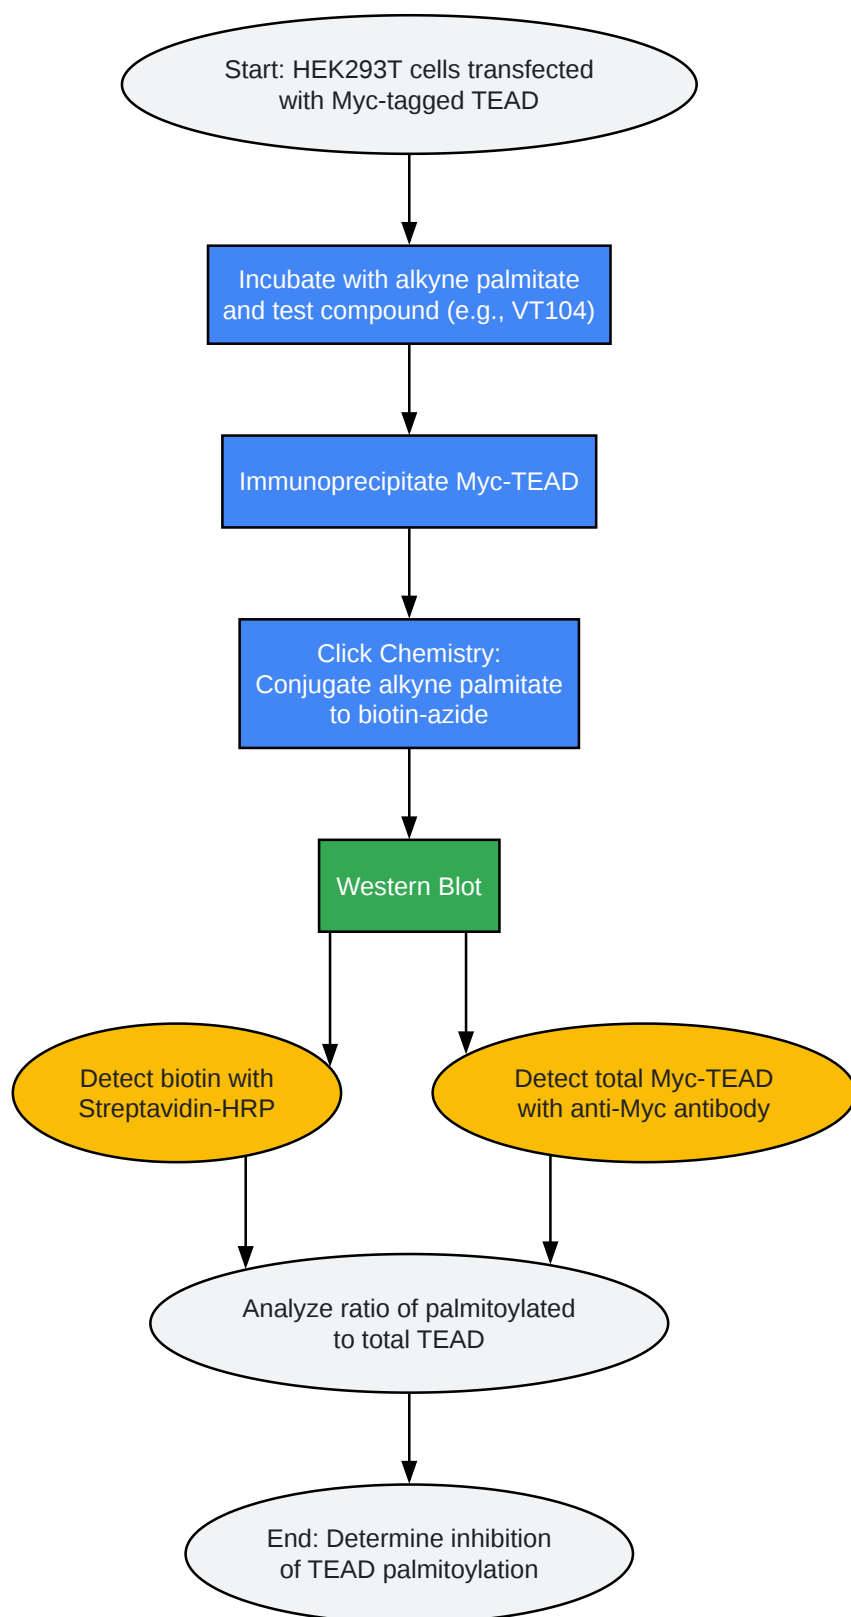 Start: HEK293T cells transfected
with Myc-tagged TEAD
Incubate with alkyne palmitate
and test compound (e.g., VT104)
Immunoprecipitate Myc-TEAD
Click Chemistry:
Conjugate alkyne palmitate
to biotin-azide
Western Blot
Detect biotin with
Streptavidin-HRP
Detect total Myc-TEAD
with anti-Myc antibody
Analyze ratio of palmitoylated
to total TEAD
End: Determine inhibition
of TEAD palmitoylation